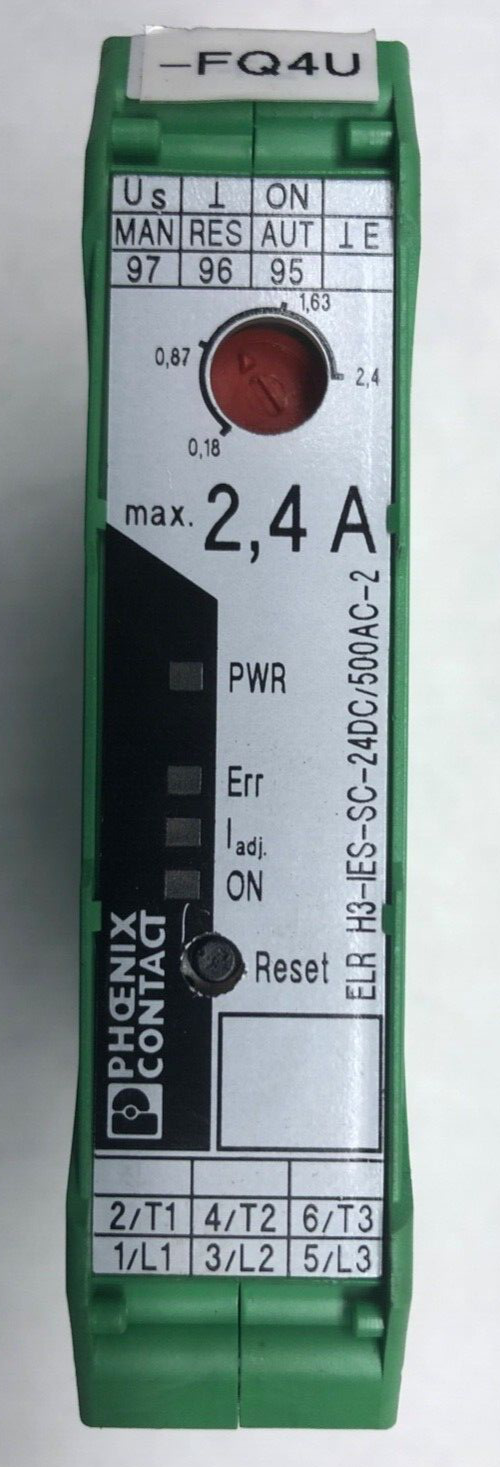 -FQ4U
Us ⊥ ON
MAN RES AUT ⊥E
97 96 95
1,63
0,87
2,4
0,18
max. 2,4 A
PWR
Err
Iadj.
ON
Reset
ELR H3-IES-SC-24DC/500AC-2
PHŒNIX
CONTACT
2/T1 4/T2 6/T3
1/L1 3/L2 5/L3